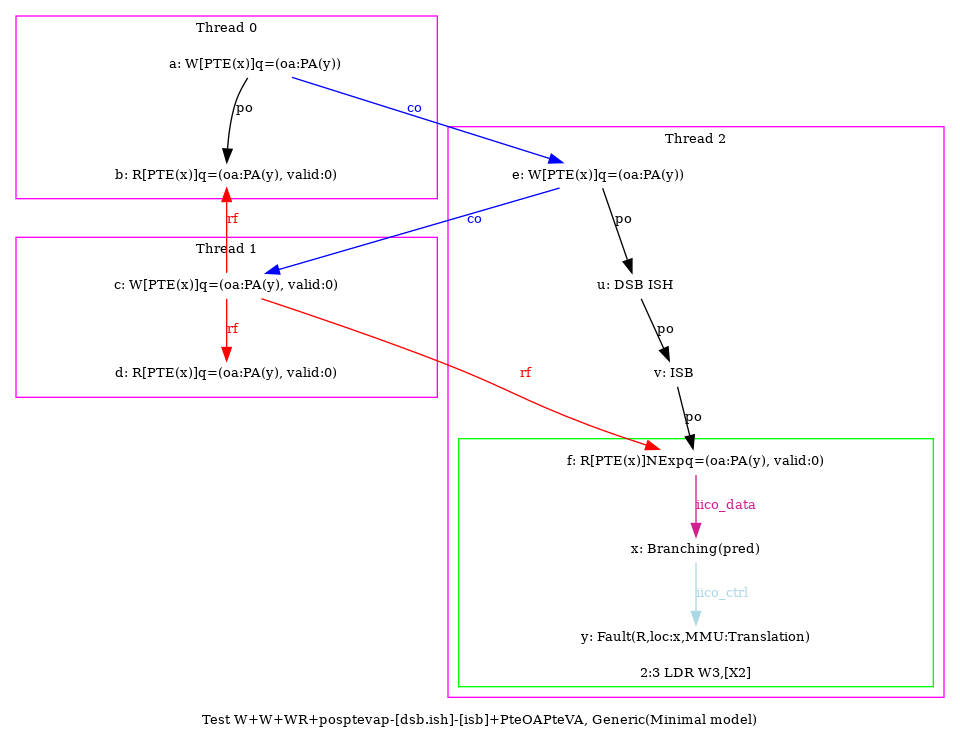 Thread 0
a: W[PTE(x)]q=(oa:PA(y))
po
co
b: R[PTE(x)]q=(oa:PA(y), valid:0)
Thread 2
e: W[PTE(x)]q=(oa:PA(y))
rf
co
po
Thread 1
c: W[PTE(x)]q=(oa:PA(y), valid:0)
u: DSB ISH
rf
po
d: R[PTE(x)]q=(oa:PA(y), valid:0)
rf
v: ISB
po
f: R[PTE(x)]NExpq=(oa:PA(y), valid:0)
iico_data
x: Branching(pred)
iico_ctrl
y: Fault(R,loc:x,MMU:Translation)
2:3 LDR W3,[X2]
Test W+W+WR+posptevap-[dsb.ish]-[isb]+PteOAPteVA, Generic(Minimal model)